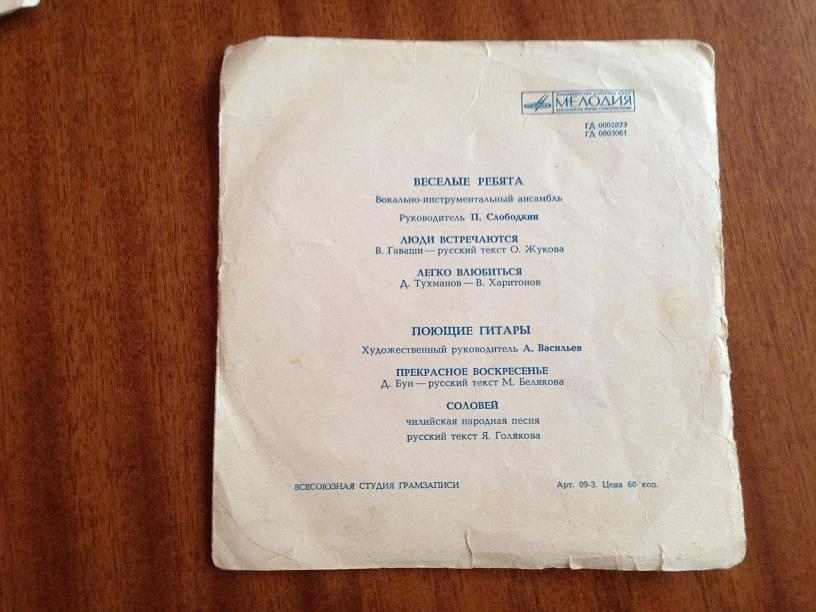 МЕЛОДИЯ
ГД 0002873
ГД 0003061
ВЕСЕЛЫЕ РЕБЯТА
Вокально-инструментальный ансамбль
Руководитель П. Слободкин
ЛЮДИ ВСТРЕЧАЮТСЯ
В. Гаваши — русский текст О. Жукова
ЛЕГКО ВЛЮБИТЬСЯ
Д. Тухманов — В. Харитонов
ПОЮЩИЕ ГИТАРЫ
Художественный руководитель А. Васильев
ПРЕКРАСНОЕ ВОСКРЕСЕНЬЕ
Д. Бун — русский текст М. Белякова
СОЛОВЕЙ
чилийская народная песня
русский текст Я. Голякова
ВСЕСОЮЗНАЯ СТУДИЯ ГРАМЗАПИСИ
Арт. 09-3. Цена 60 коп.